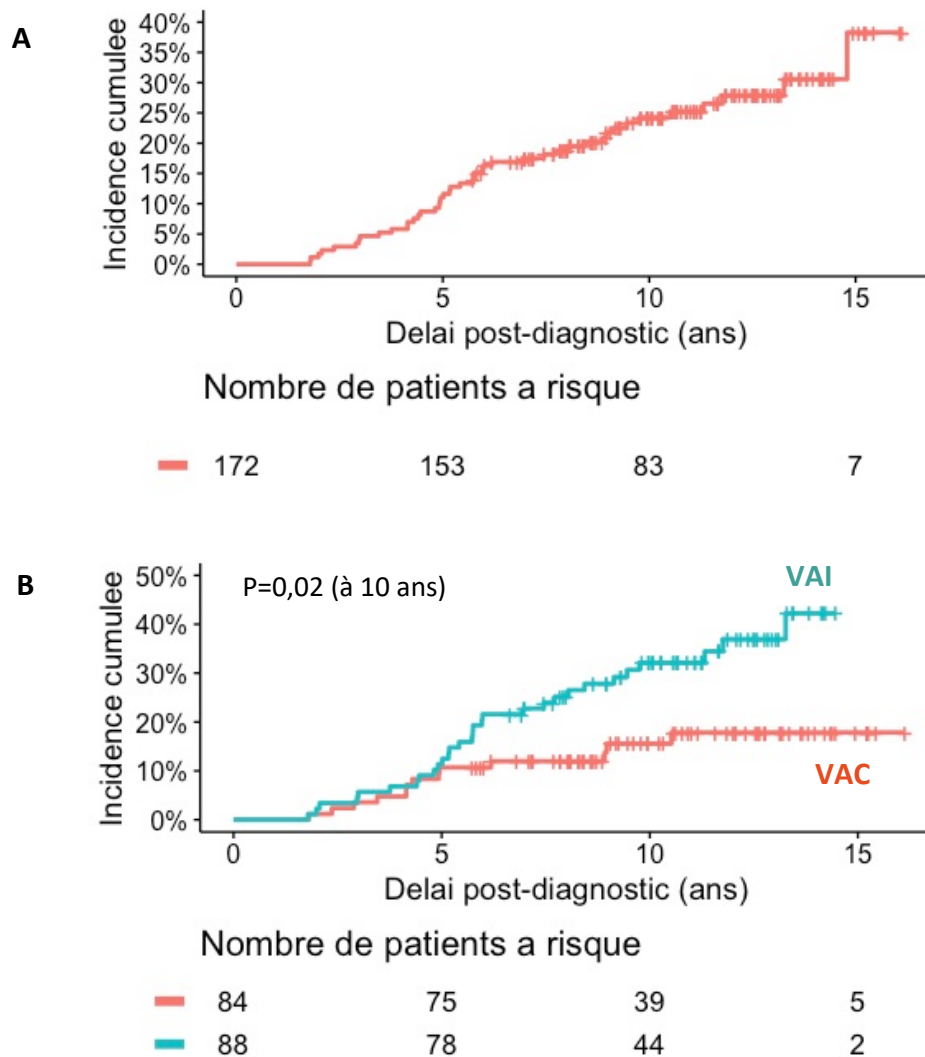 A
Incidence cumulee
40%
35%
30%
25%
20%
15%
10%
5%
0%
0 5 10 15
Delai post-diagnostic (ans)
Nombre de patients a risque
172 153 83 7
B
Incidence cumulee
50%
40%
30%
20%
10%
0%
P=0,02 (à 10 ans)
VAI
VAC
0 5 10 15
Delai post-diagnostic (ans)
Nombre de patients a risque
84 75 39 5
88 78 44 2